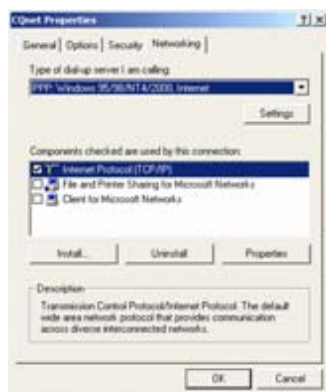 CQnet Properties
General Options Security Networking
Type of dial-up server I am calling:
PPP: Windows 95/98/NT4/2000, Internet
Settings
Components checked are used by this connection:
Internet Protocol (TCP/IP)
File and Printer Sharing for Microsoft Networks
Client for Microsoft Networks
Install... Uninstall Properties
Description
Transmission Control Protocol/Internet Protocol. The default
wide area network protocol that provides communication
across diverse interconnected networks.
OK Cancel